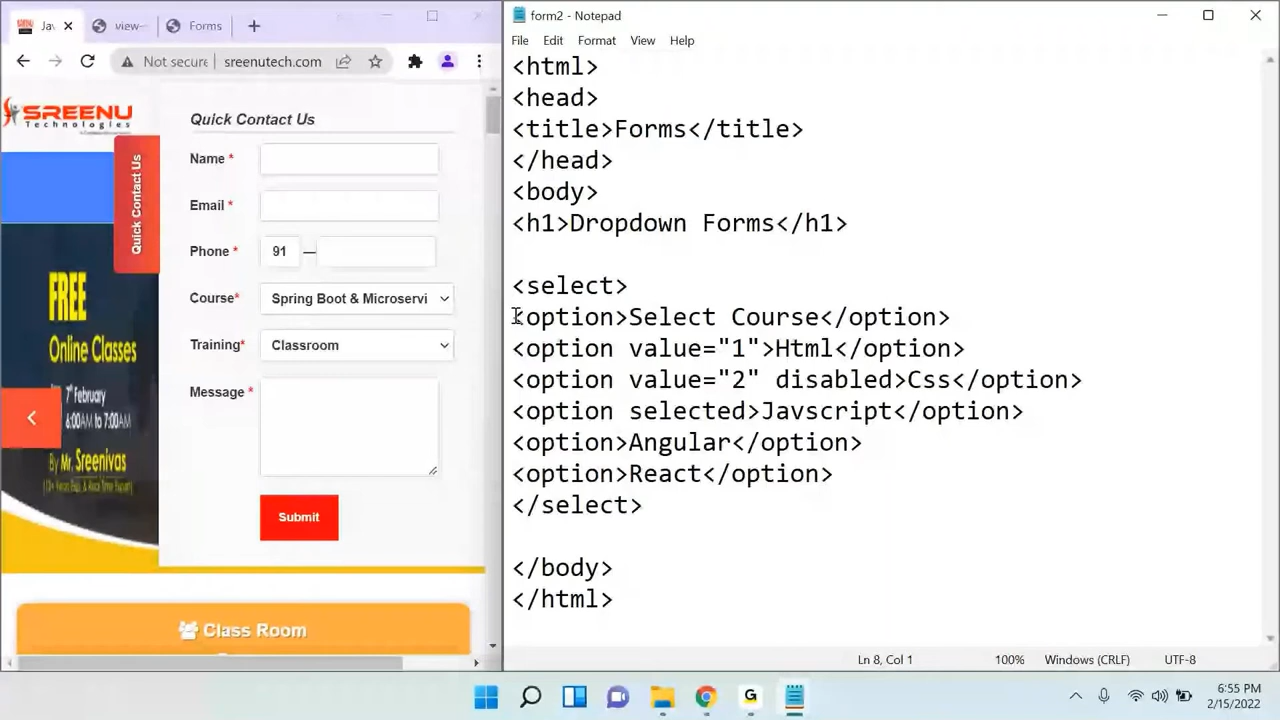 Jav
view-
Forms
Not secure
sreenutech.com
SREENU
Technologies
Quick Contact Us
Quick Contact Us
Name *
Email *
Phone * 91 —
Course* Spring Boot & Microservi
Training* Classroom
Message *
Submit
FREE
Online Classes
7th February
6:00AM to 7:00AM
By Mr. Sreenivas
Class Room
form2 - Notepad
File Edit Format View Help
<html>
<head>
<title>Forms</title>
</head>
<body>
<h1>Dropdown Forms</h1>
<select>
<option>Select Course</option>
<option value="1">Html</option>
<option value="2" disabled>Css</option>
<option selected>Javscript</option>
<option>Angular</option>
<option>React</option>
</select>
</body>
</html>
Ln 8, Col 1 100% Windows (CRLF) UTF-8
G
6:55 PM
2/15/2022